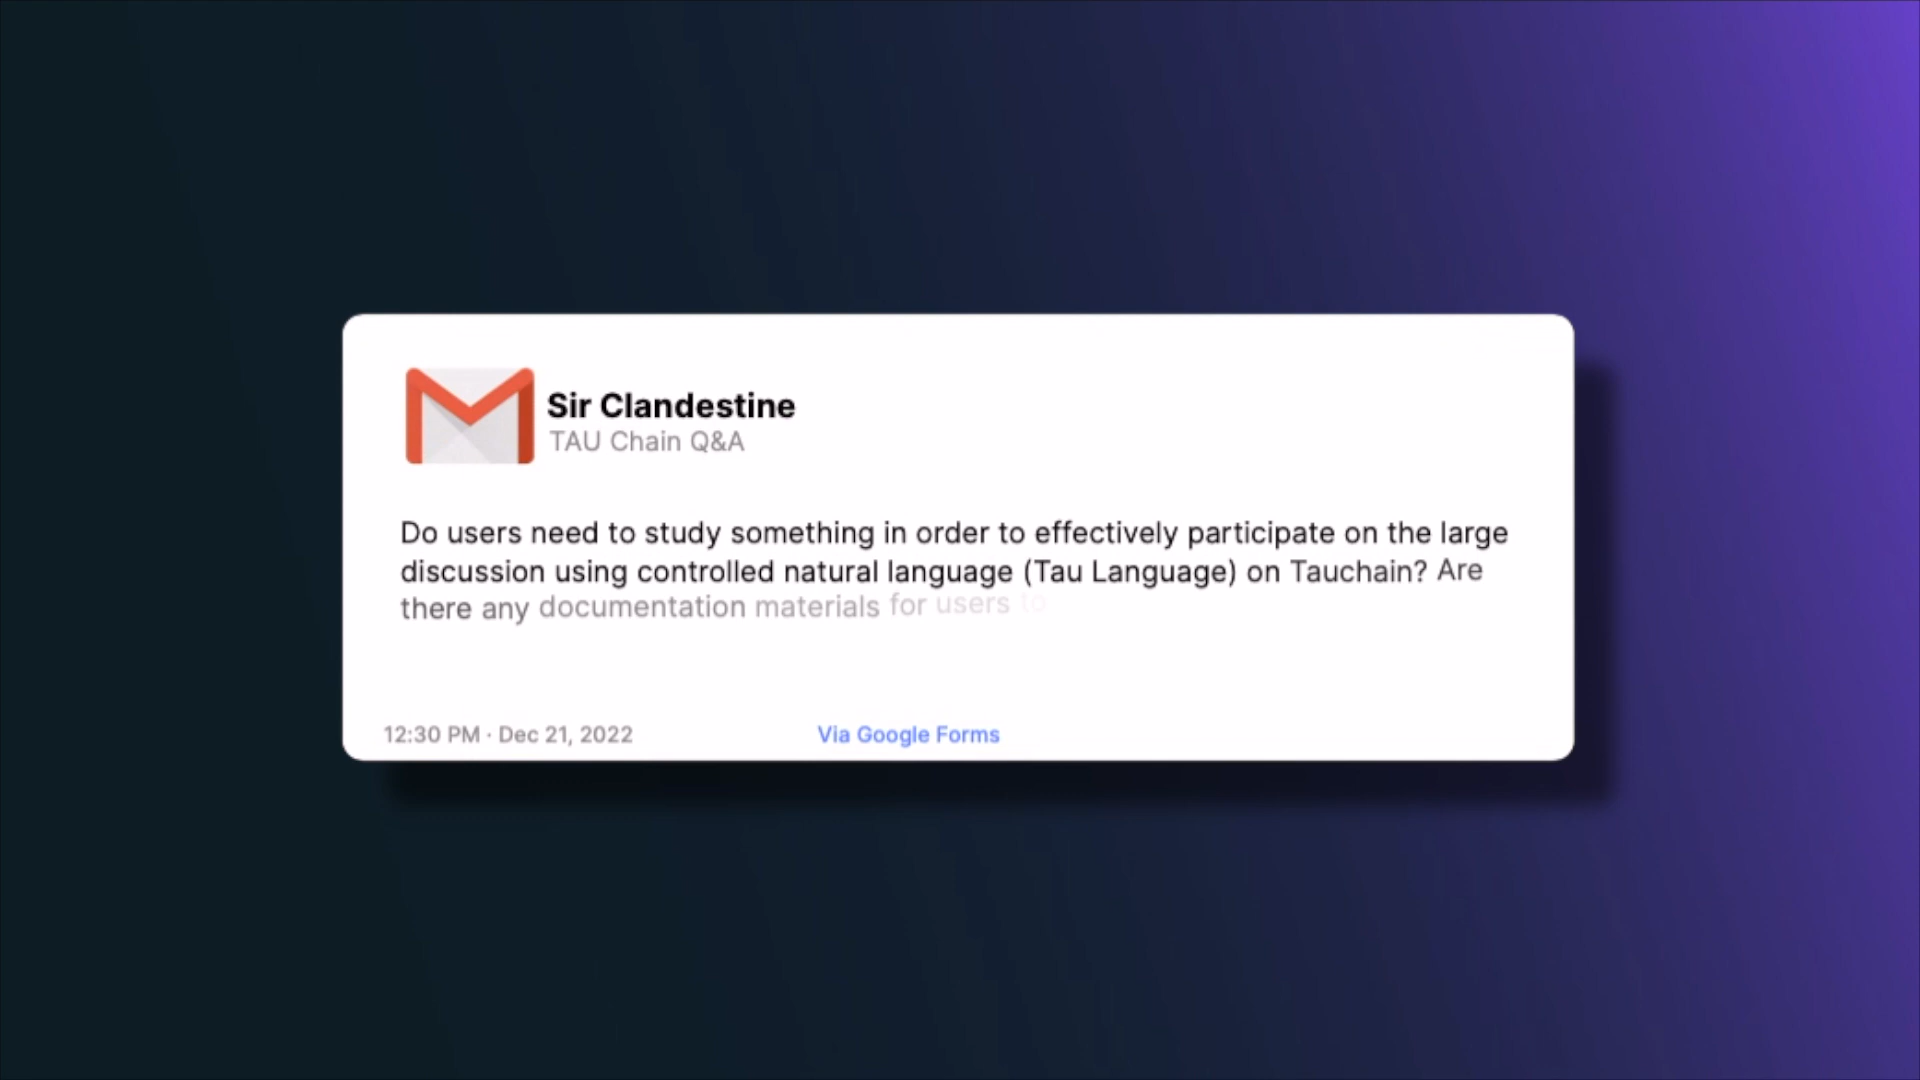 Sir Clandestine
TAU Chain Q&A
Do users need to study something in order to effectively participate on the large
discussion using controlled natural language (Tau Language) on Tauchain? Are
there any documentation materials for users to
12:30 PM · Dec 21, 2022
Via Google Forms